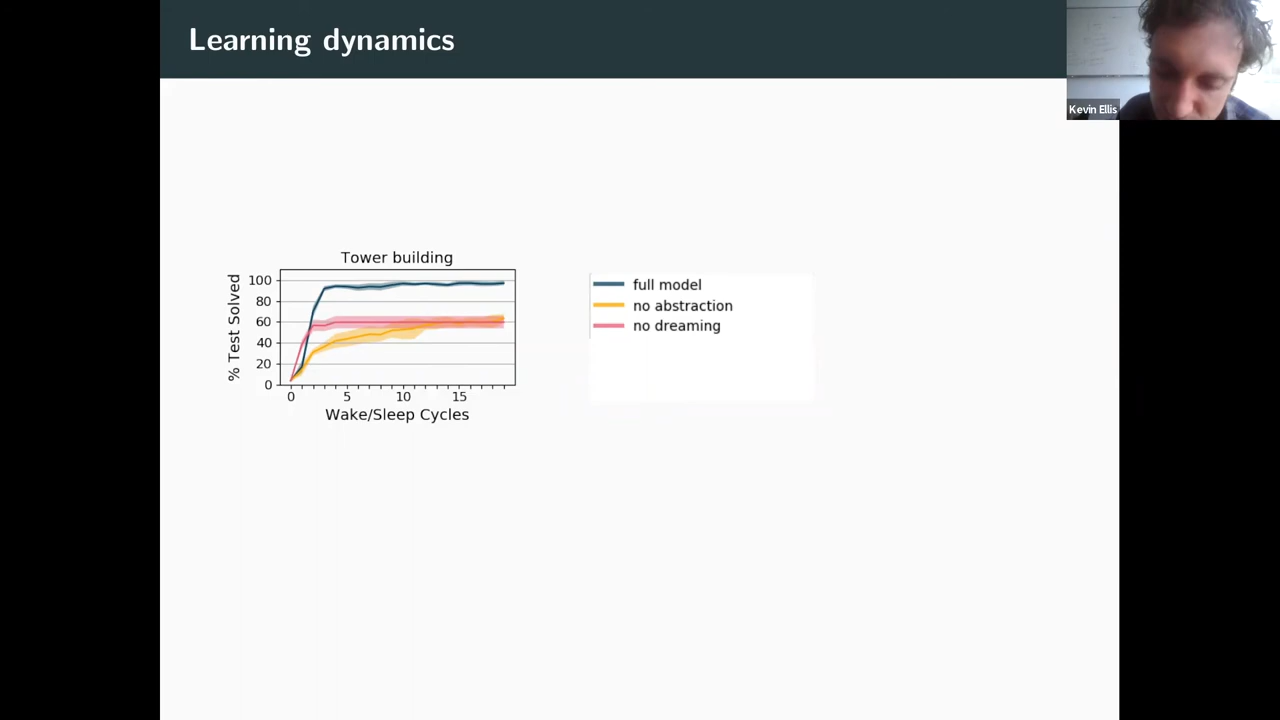 Learning dynamics
Kevin Ellis
Tower building
% Test Solved
100
80
60
40
20
0
0 5 10 15
Wake/Sleep Cycles
full model
no abstraction
no dreaming